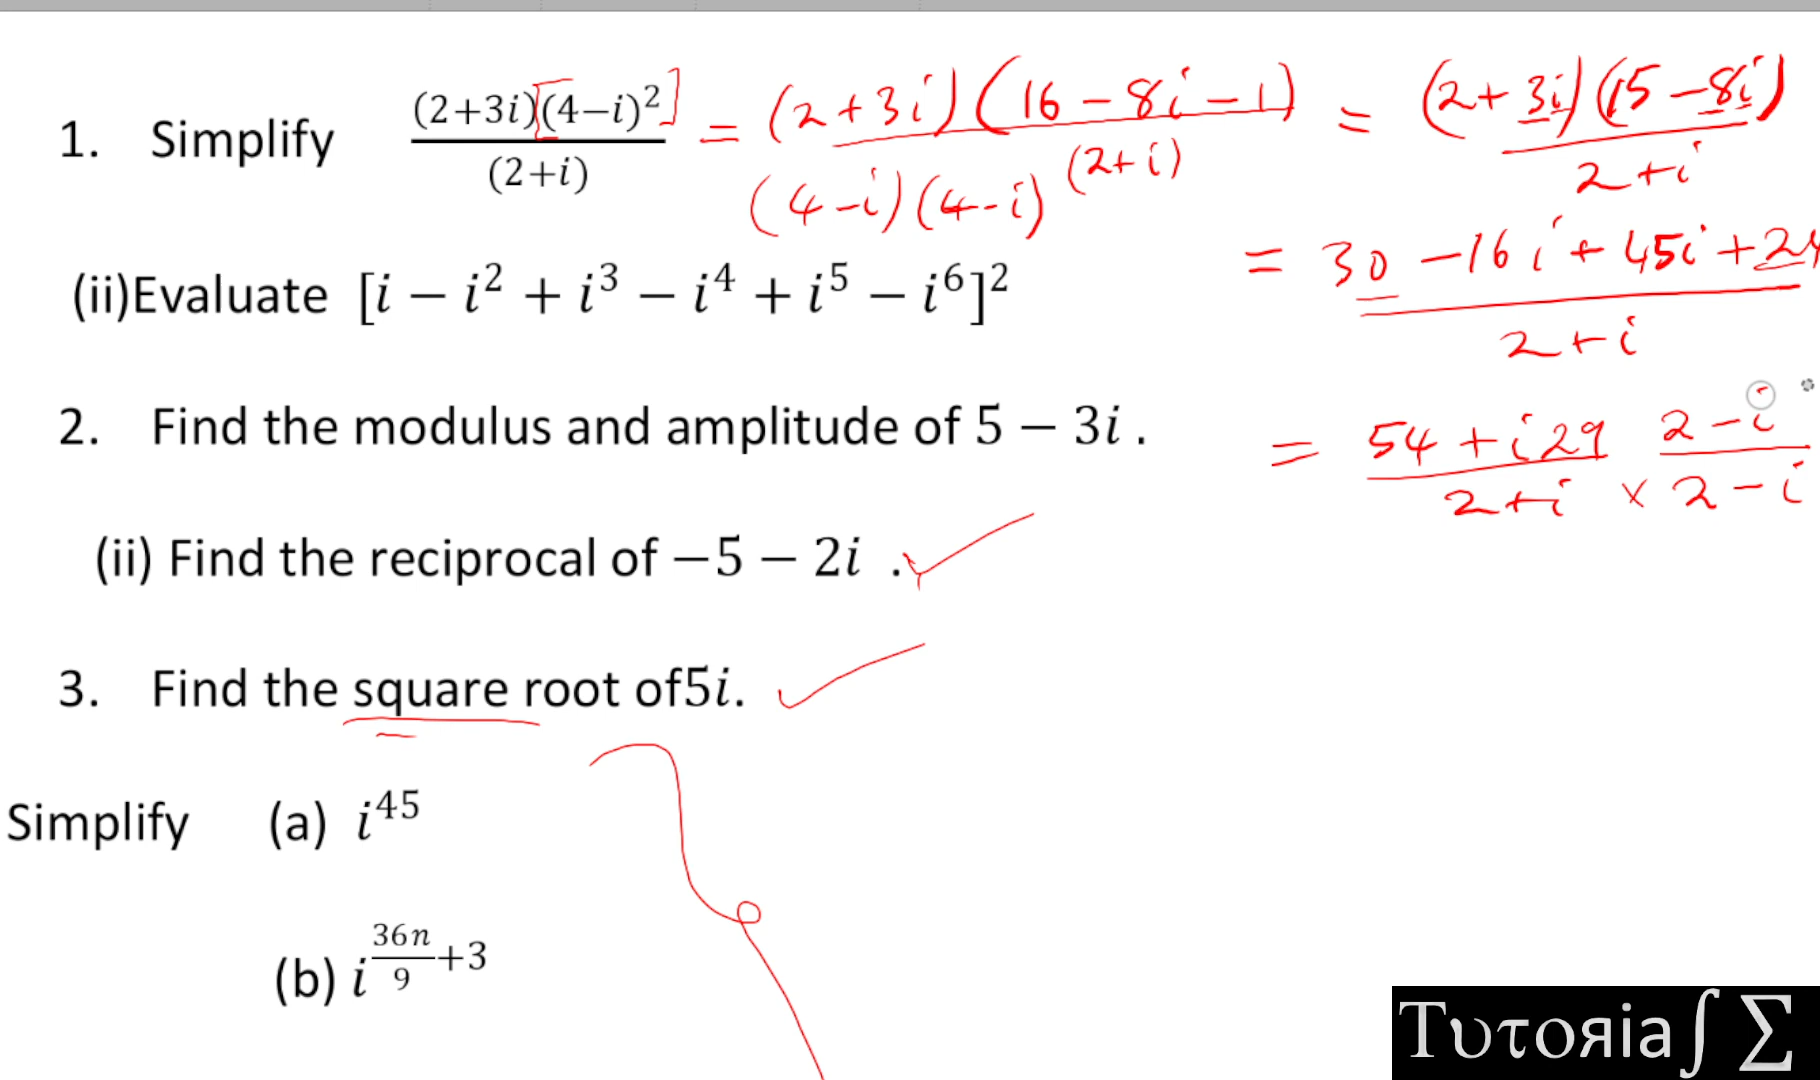 1. Simplify (2+3i)[(4−i)²] / (2+i) = (2+3i)(16−8i−1) / (2+i) = (2+3i)(15−8i) / 2+i
(4−i)(4−i)
= 30−16i+45i+24 / 2+i
(ii)Evaluate [i − i² + i³ − i⁴ + i⁵ − i⁶]²
2. Find the modulus and amplitude of 5 − 3i .
= 54+i29 / 2+i × 2−i / 2−i
(ii) Find the reciprocal of −5 − 2i .
3. Find the square root of5i.
Simplify (a) i⁴⁵
(b) i^(36n/9 +3)
Tυτoяia∫ Σ